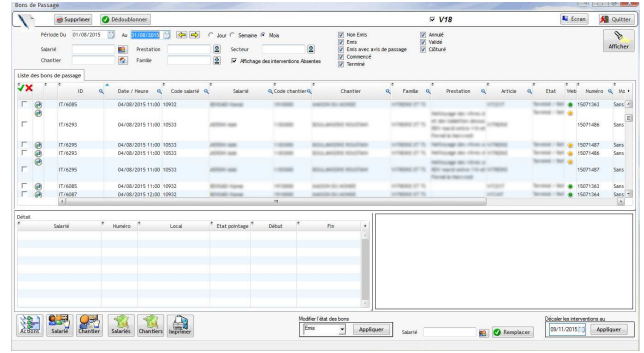 Bons de Passage
Supprimer
Dédoublonner
V18
Ecran
Quitter
Période Du 01/08/2015 Au 31/08/2015 Jour Semaine Mois
Salarié Prestation Secteur
Chantier Famille Affichage des interventions Absentes
Non Emis
Emis
Emis avec avis de passage
Commencé
Terminé
Annulé
Validé
Clôturé
Afficher
Liste des bons de passage
ID Date / Heure Code salarié Salarié Code chantier Chantier Famille Prestation Article Etat Web Numéro Mo
IT/6085 04/08/2015 11:00 10932 15071363 Sans
IT/6293 04/08/2015 11:00 10533 15071486 Sans
IT/6295 04/08/2015 11:00 10533 15071487 Sans
IT/6293 04/08/2015 11:00 10533 15071486 Sans
IT/6295 04/08/2015 11:00 10533 15071487 Sans
IT/6085 04/08/2015 11:00 10932 15071363 Sans
IT/6087 04/08/2015 12:00 10932 15071364 Sans
Détail
Salarié Numéro Local Etat pointage Début Fin
Actions
Salarié
Chantier
Salariés
Chantiers
Imprimer
Modifier l'état des bons
Emis
Appliquer
Salarié
Remplacer
Décaler les interventions au
09/11/2015
Appliquer